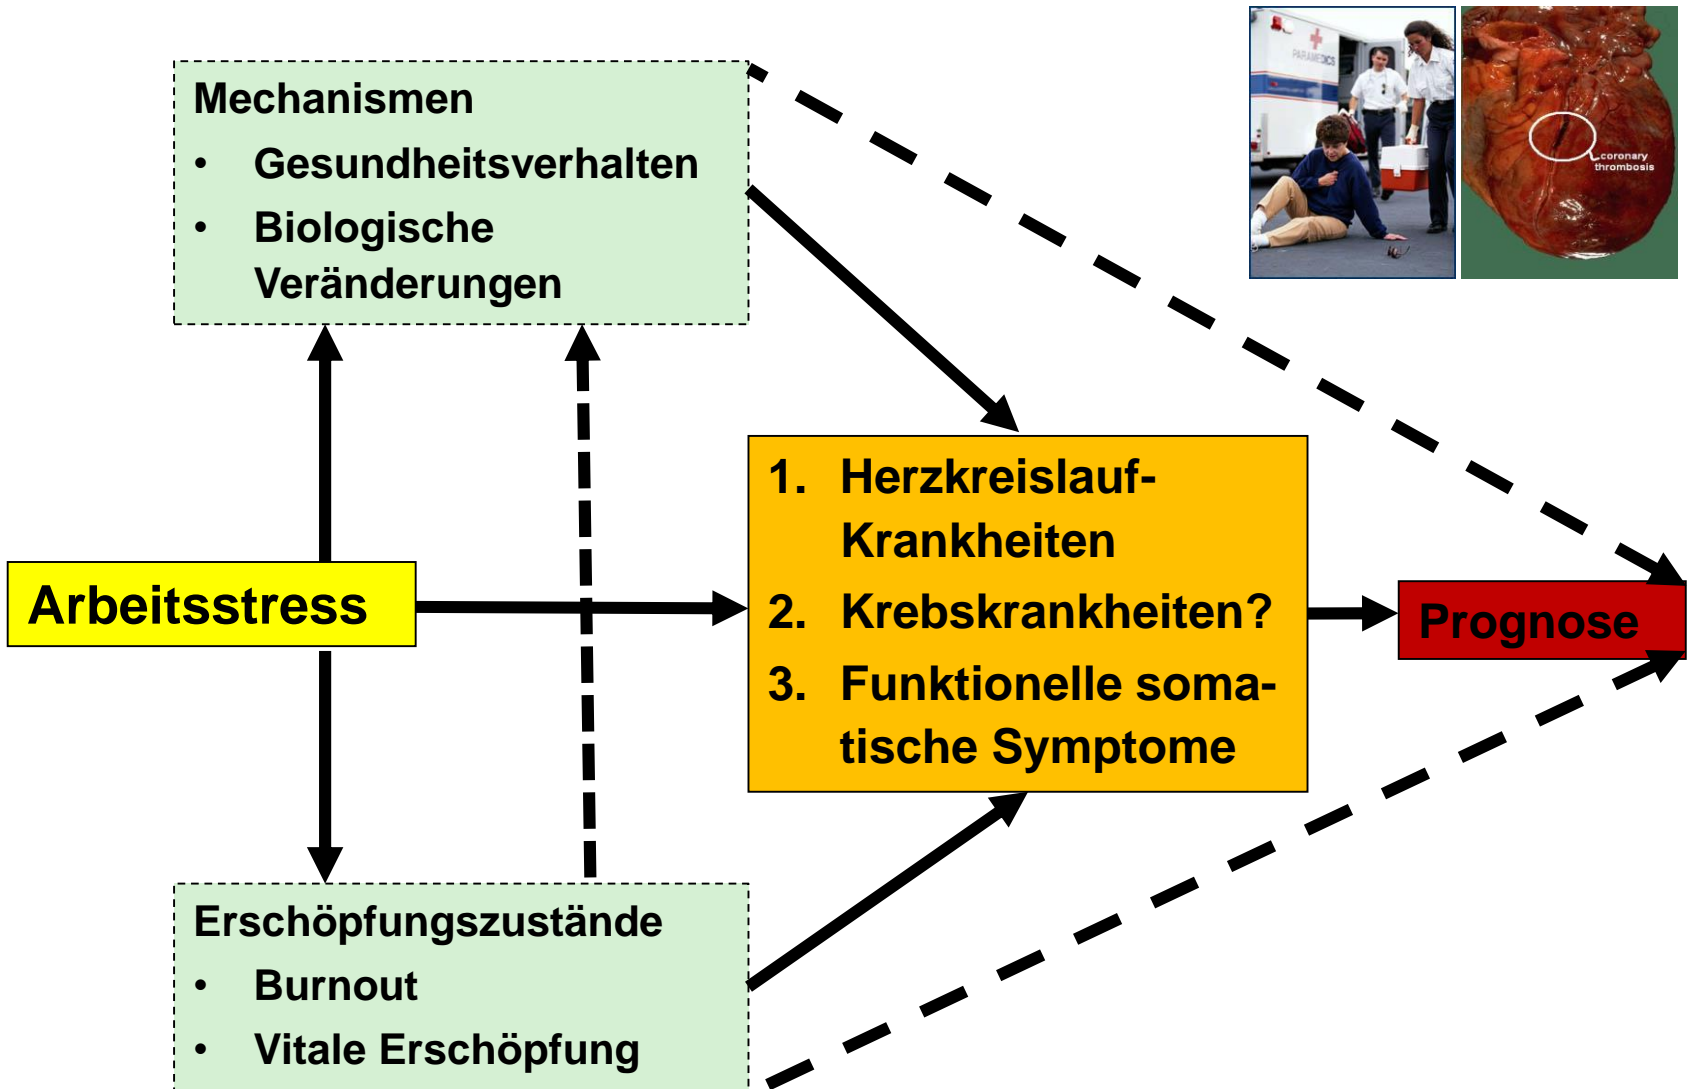 Mechanismen
• Gesundheitsverhalten
• Biologische
Veränderungen
PARAMEDICS
coronary
thrombosis
Arbeitsstress
1. Herzkreislauf-
Krankheiten
2. Krebskrankheiten?
3. Funktionelle soma-
tische Symptome
Prognose
Erschöpfungszustände
• Burnout
• Vitale Erschöpfung